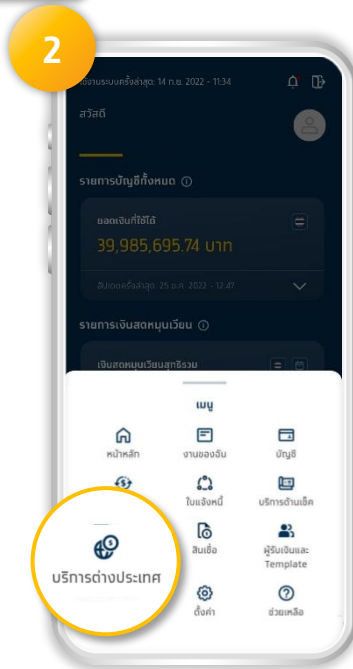 2
ใช้งานระบบครั้งล่าสุด: 14 ก.ย. 2022 - 11:34
สวัสดี
รายการบัญชีทั้งหมด
ยอดเงินที่ใช้ได้
39,985,695.74 บาท
อัปเดตครั้งล่าสุด: 25 ม.ค. 2022 - 12:47
รายการเงินสดหมุนเวียน
เงินสดหมุนเวียนสุทธิรวม
เมนู
หน้าหลัก งานของฉัน บัญชี
ใบแจ้งหนี้ บริการด้านเช็ค
บริการต่างประเทศ สินเชื่อ ผู้รับเงินและ
Template
ตั้งค่า ช่วยเหลือ